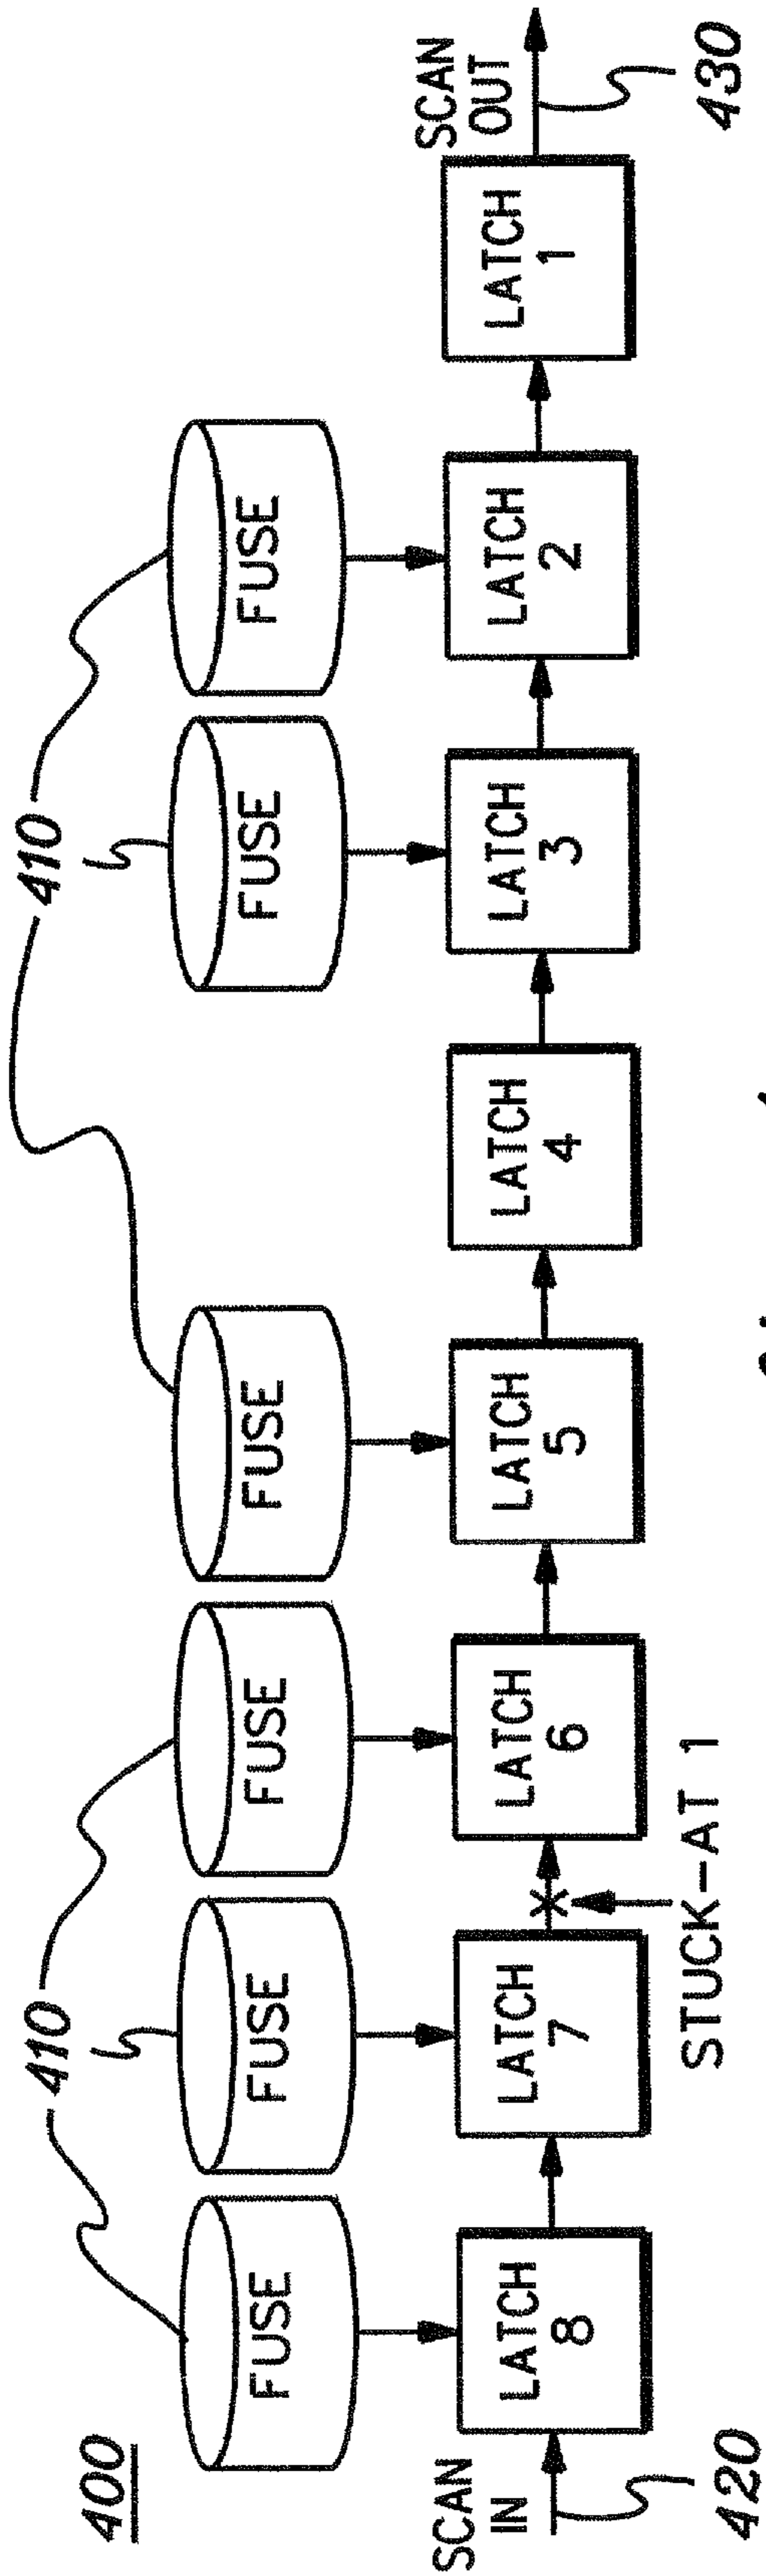 400
410
410
FUSE
FUSE
FUSE
FUSE
FUSE
FUSE
SCAN
IN
420
LATCH
8
LATCH
7
STUCK-AT 1
LATCH
6
LATCH
5
LATCH
4
LATCH
3
LATCH
2
LATCH
1
SCAN
OUT
430